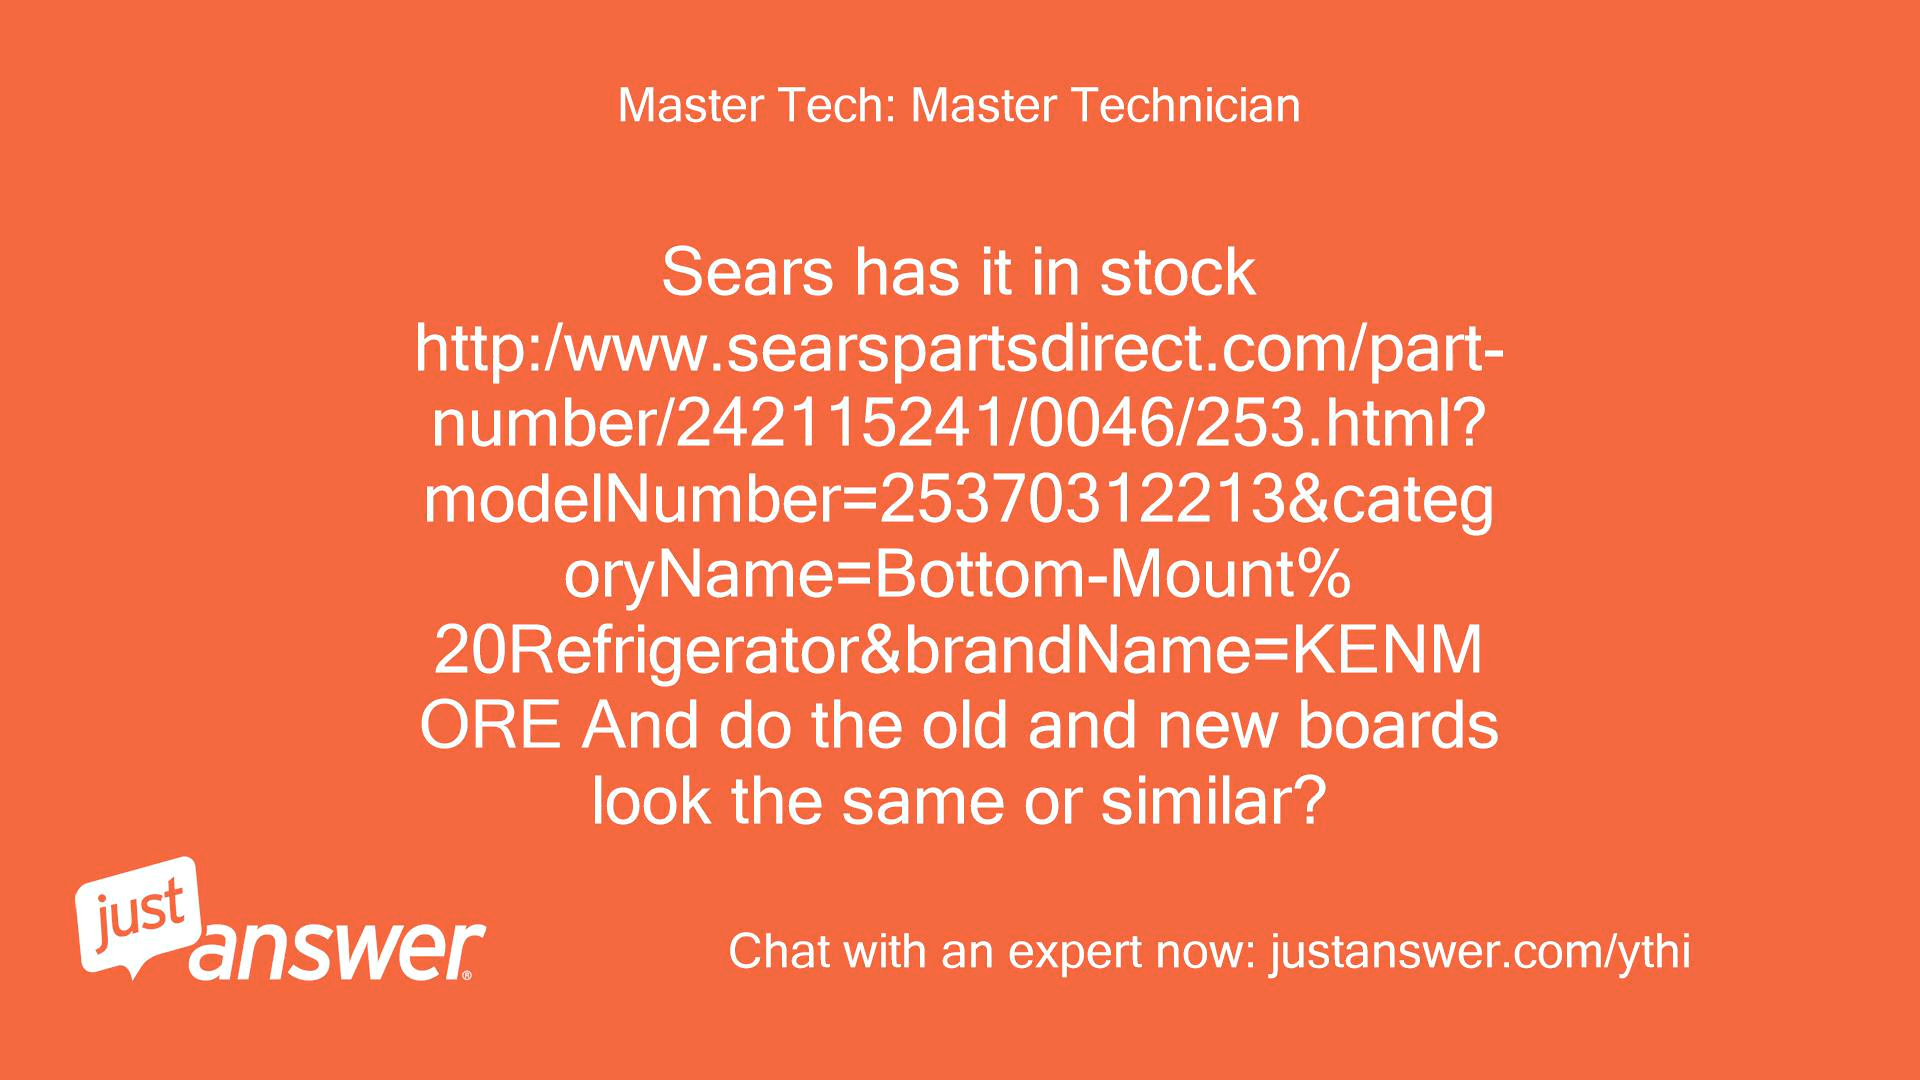 Master Tech: Master Technician
Sears has it in stock
http:/www.searspartsdirect.com/part-
number/242115241/0046/253.html?
modelNumber=25370312213&categ
oryName=Bottom-Mount%
20Refrigerator&brandName=KENM
ORE And do the old and new boards
look the same or similar?
just
answer®
Chat with an expert now: justanswer.com/ythi